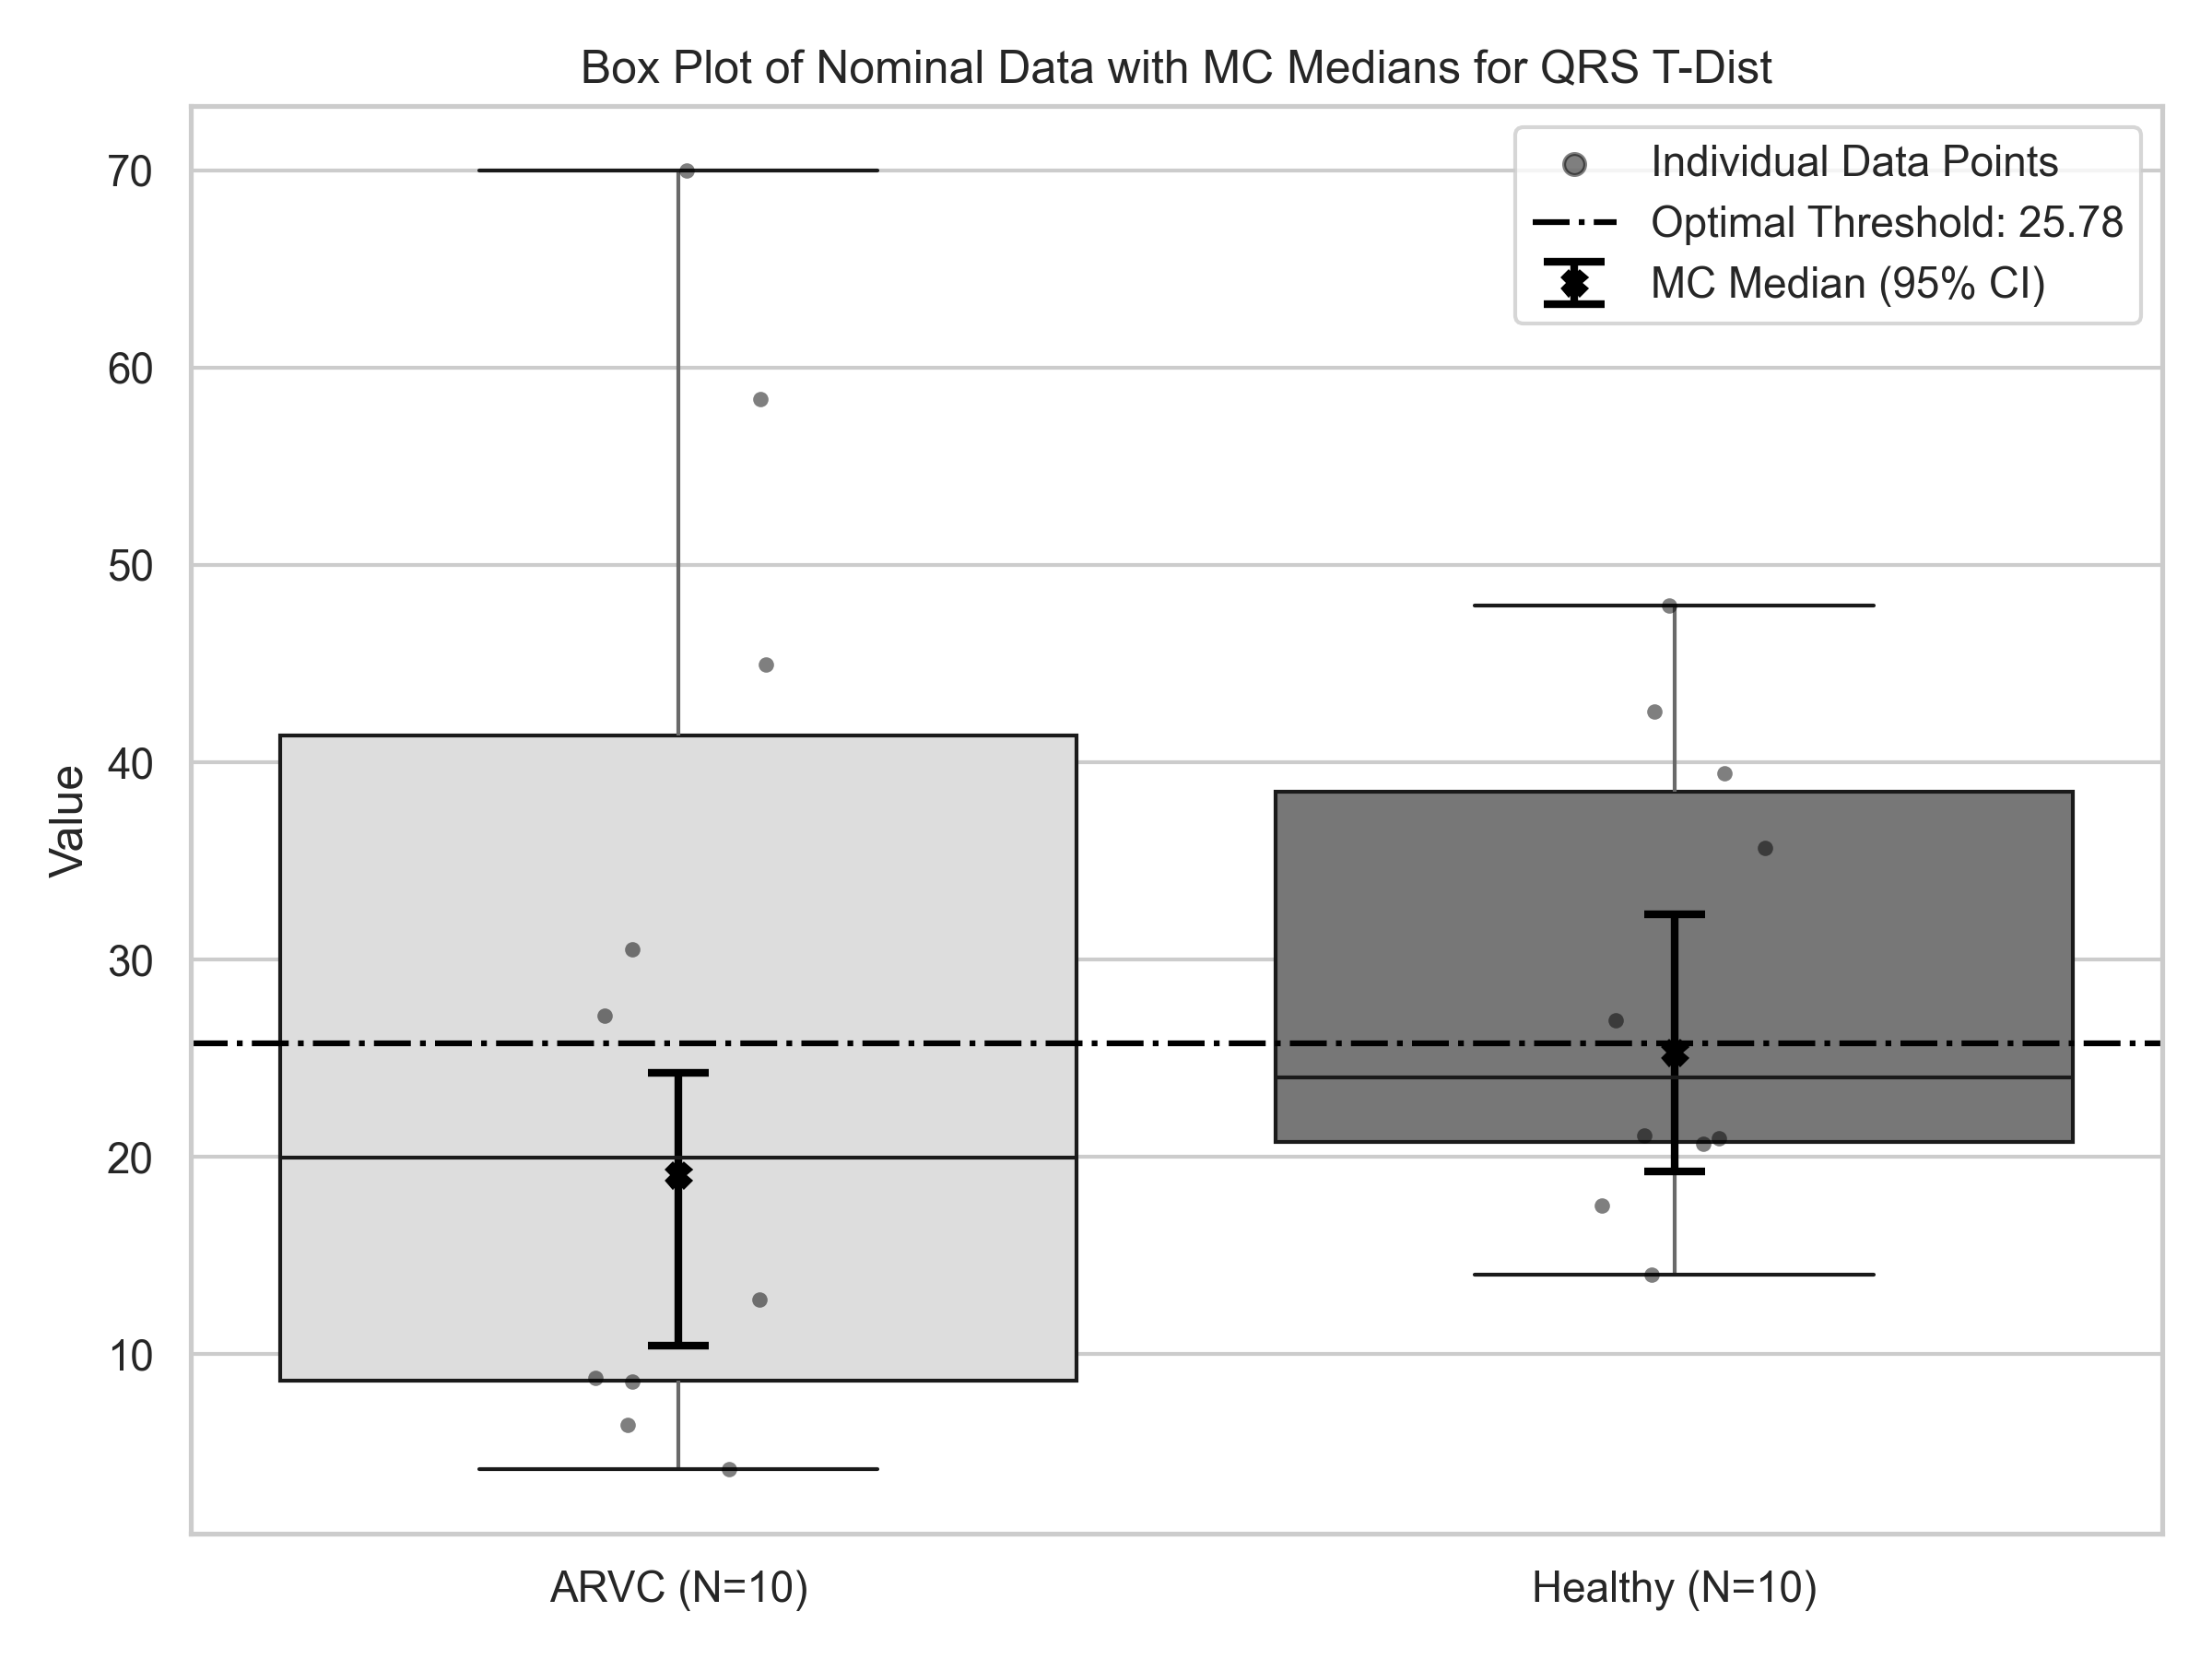 Box Plot of Nominal Data with MC Medians for QRS T-Dist
Individual Data Points
Optimal Threshold: 25.78
MC Median (95% CI)
Value
70
60
50
40
30
20
10
ARVC (N=10)
Healthy (N=10)